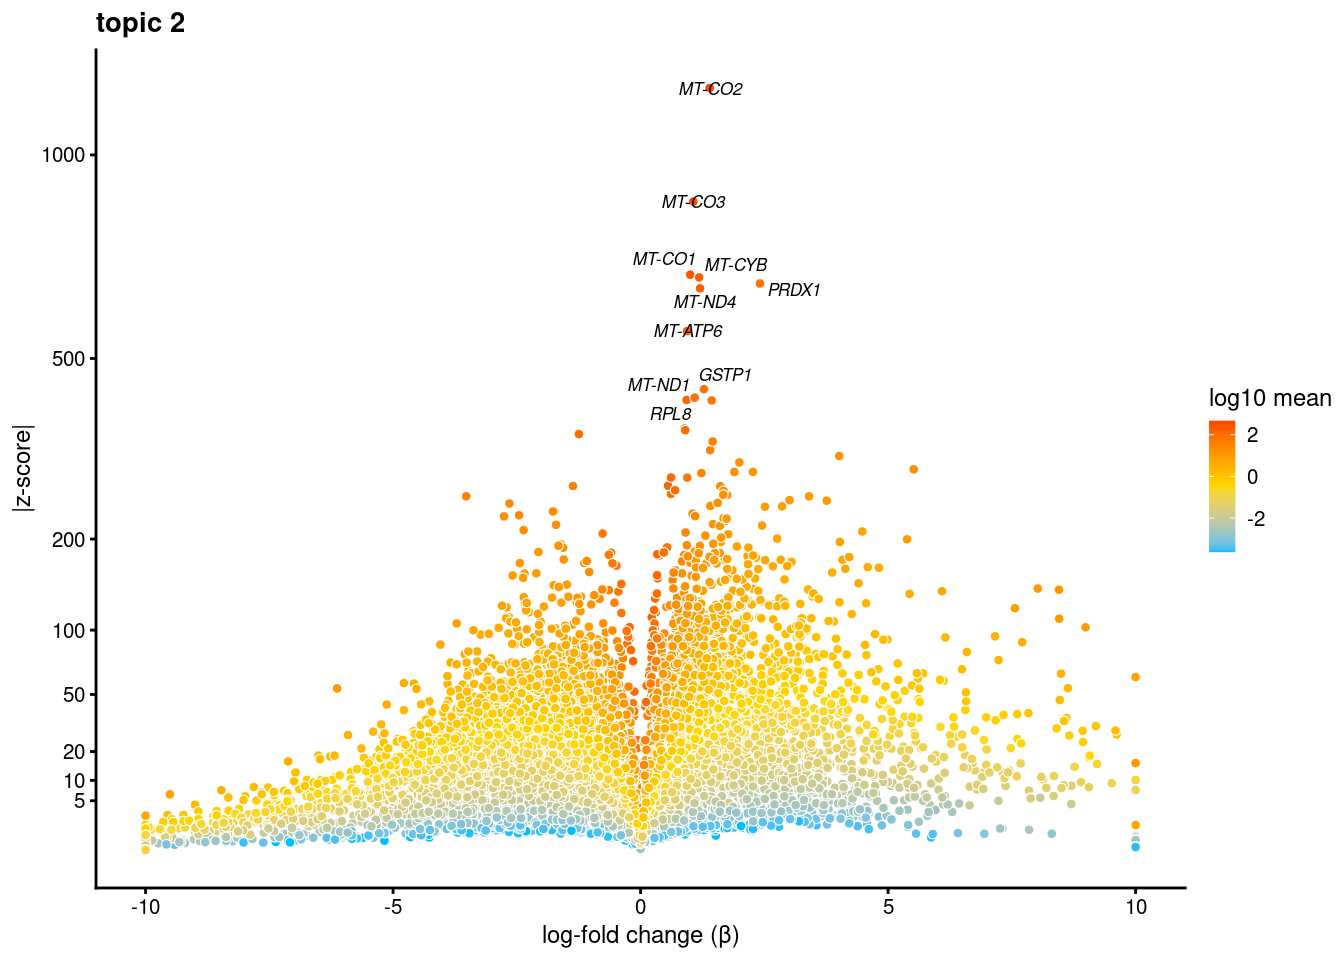 topic 2
MT-CO2
1000
MT-CO3
MT-CO1
MT-CYB
PRDX1
MT-ND4
MT-ATP6
500
GSTP1
MT-ND1
RPL8
200
100
50
20
10
5
|z-score|
-10
-5
0
5
10
log-fold change (β)
log10 mean
2
0
-2